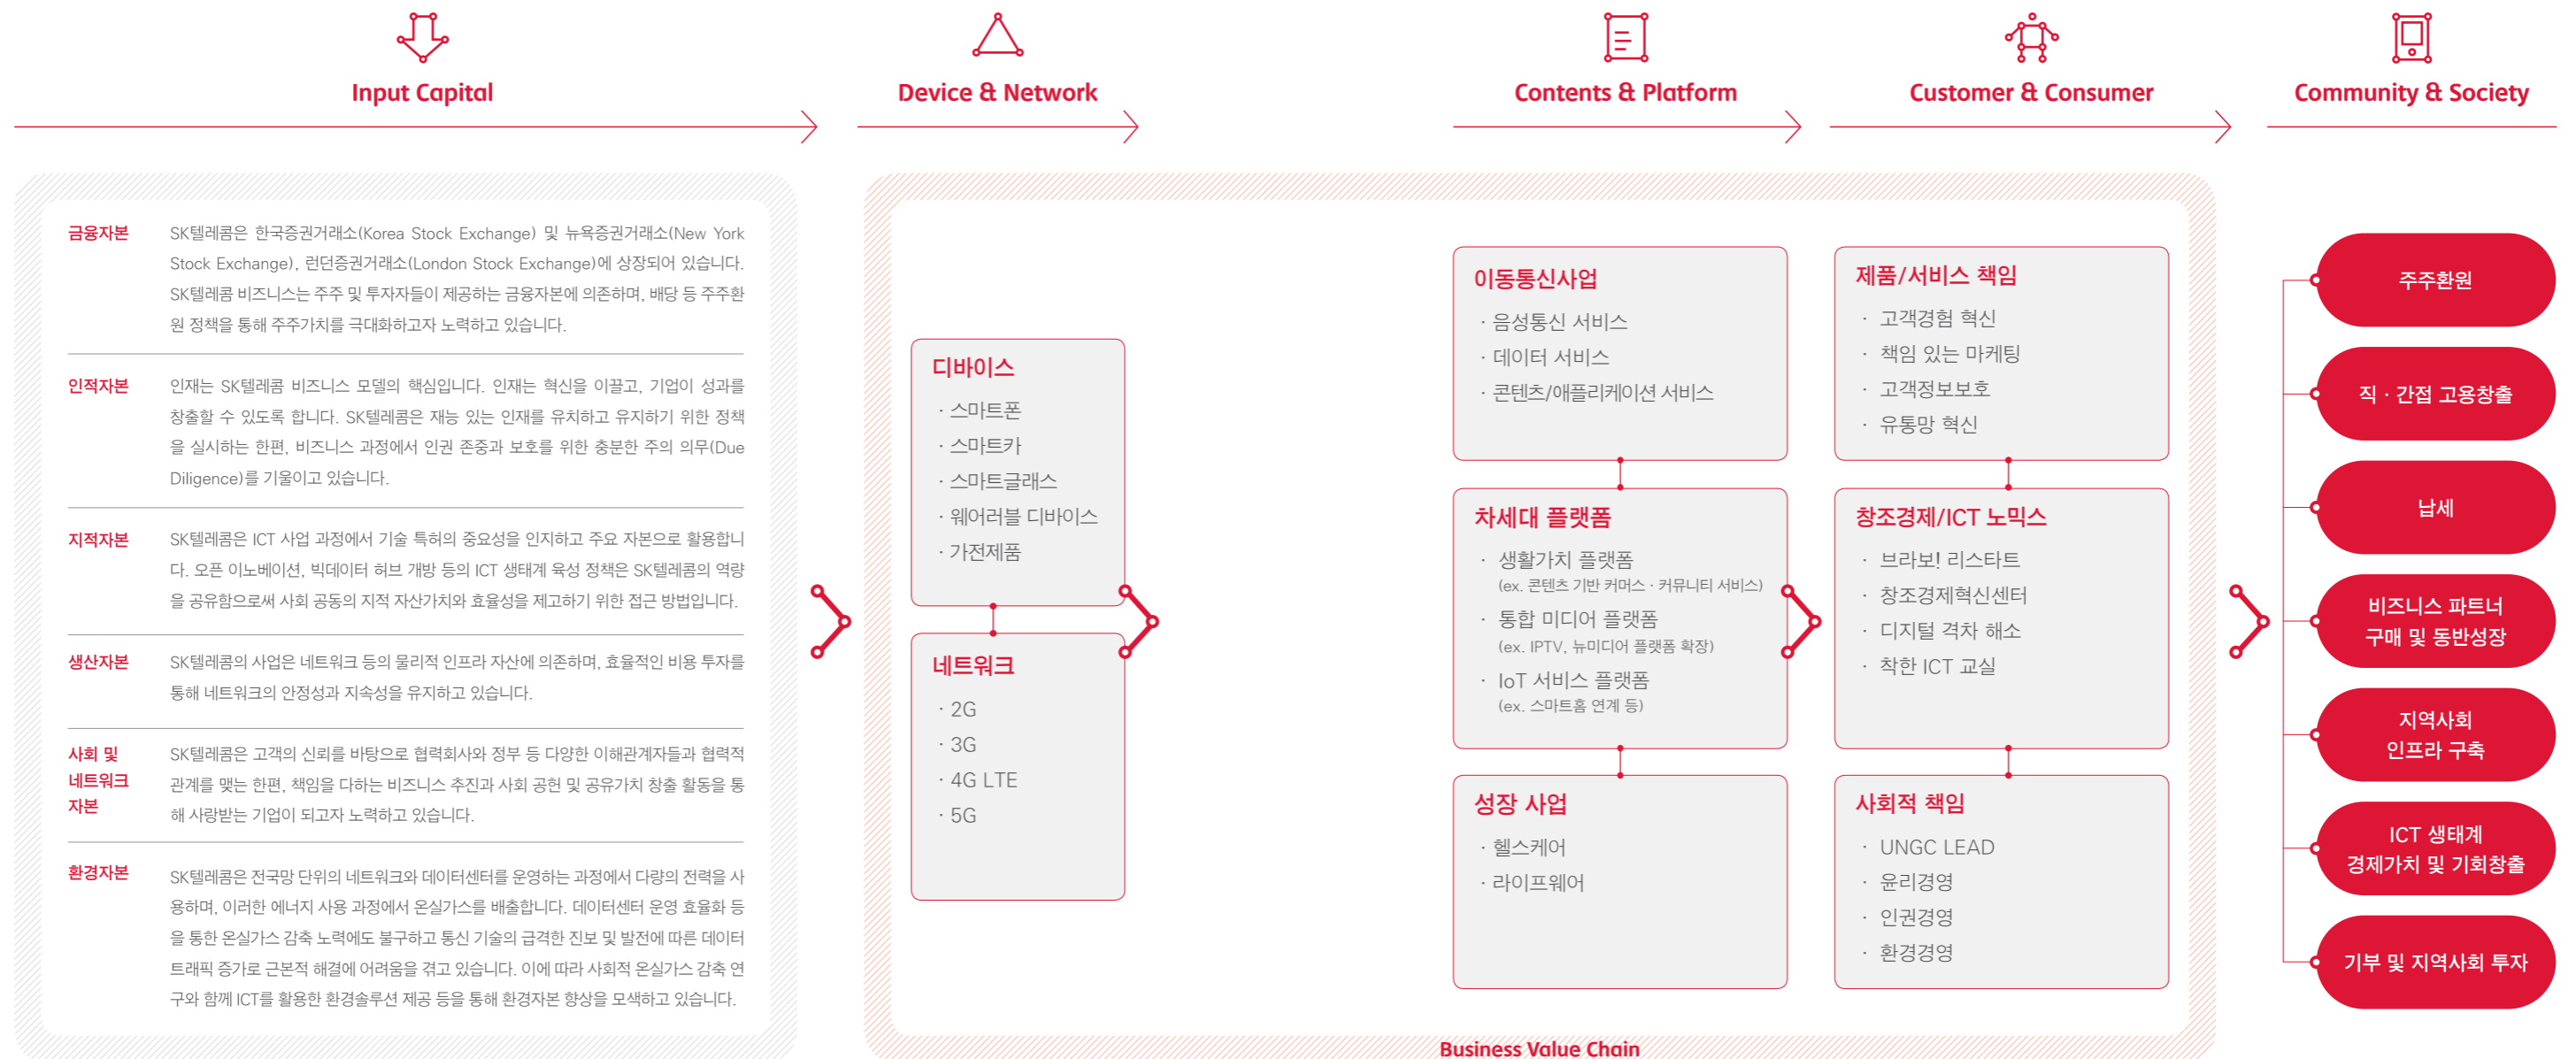 Input Capital
Device & Network
Contents & Platform
Customer & Consumer
Community & Society
금융자본
SK텔레콤은 한국증권거래소(Korea Stock Exchange) 및 뉴욕증권거래소(New York
Stock Exchange), 런던증권거래소(London Stock Exchange)에 상장되어 있습니다.
SK텔레콤 비즈니스는 주주 및 투자자들이 제공하는 금융자본에 의존하며, 배당 등 주주환
원 정책을 통해 주주가치를 극대화하고자 노력하고 있습니다.
인적자본
인재는 SK텔레콤 비즈니스 모델의 핵심입니다. 인재는 혁신을 이끌고, 기업이 성과를
창출할 수 있도록 합니다. SK텔레콤은 재능 있는 인재를 유치하고 유지하기 위한 정책
을 실시하는 한편, 비즈니스 과정에서 인권 존중과 보호를 위한 충분한 주의 의무(Due
Diligence)를 기울이고 있습니다.
지적자본
SK텔레콤은 ICT 사업 과정에서 기술 특허의 중요성을 인지하고 주요 자본으로 활용합니
다. 오픈 이노베이션, 빅데이터 허브 개방 등의 ICT 생태계 육성 정책은 SK텔레콤의 역량
을 공유함으로써 사회 공동의 지적 자산가치와 효율성을 제고하기 위한 접근 방법입니다.
생산자본
SK텔레콤의 사업은 네트워크 등의 물리적 인프라 자산에 의존하며, 효율적인 비용 투자를
통해 네트워크의 안정성과 지속성을 유지하고 있습니다.
사회 및
네트워크
자본
SK텔레콤은 고객의 신뢰를 바탕으로 협력회사와 정부 등 다양한 이해관계자들과 협력적
관계를 맺는 한편, 책임을 다하는 비즈니스 추진과 사회 공헌 및 공유가치 창출 활동을 통
해 사랑받는 기업이 되고자 노력하고 있습니다.
환경자본
SK텔레콤은 전국망 단위의 네트워크와 데이터센터를 운영하는 과정에서 다량의 전력을 사
용하며, 이러한 에너지 사용 과정에서 온실가스를 배출합니다. 데이터센터 운영 효율화 등
을 통한 온실가스 감축 노력에도 불구하고 통신 기술의 급격한 진보 및 발전에 따른 데이터
트래픽 증가로 근본적 해결에 어려움을 겪고 있습니다. 이에 따라 사회적 온실가스 감축 연
구와 함께 ICT를 활용한 환경솔루션 제공 등을 통해 환경자본 향상을 모색하고 있습니다.
디바이스
· 스마트폰
· 스마트카
· 스마트글래스
· 웨어러블 디바이스
· 가전제품
네트워크
· 2G
· 3G
· 4G LTE
· 5G
이동통신사업
· 음성통신 서비스
· 데이터 서비스
· 콘텐츠/애플리케이션 서비스
차세대 플랫폼
· 생활가치 플랫폼
(ex. 콘텐츠 기반 커머스 · 커뮤니티 서비스)
· 통합 미디어 플랫폼
(ex. IPTV, 뉴미디어 플랫폼 확장)
· IoT 서비스 플랫폼
(ex. 스마트홈 연계 등)
성장 사업
· 헬스케어
· 라이프웨어
제품/서비스 책임
· 고객경험 혁신
· 책임 있는 마케팅
· 고객정보보호
· 유통망 혁신
창조경제/ICT 노믹스
· 브라보! 리스타트
· 창조경제혁신센터
· 디지털 격차 해소
· 착한 ICT 교실
사회적 책임
· UNGC LEAD
· 윤리경영
· 인권경영
· 환경경영
주주환원
직 · 간접 고용창출
납세
비즈니스 파트너
구매 및 동반성장
지역사회
인프라 구축
ICT 생태계
경제가치 및 기회창출
기부 및 지역사회 투자
Business Value Chain